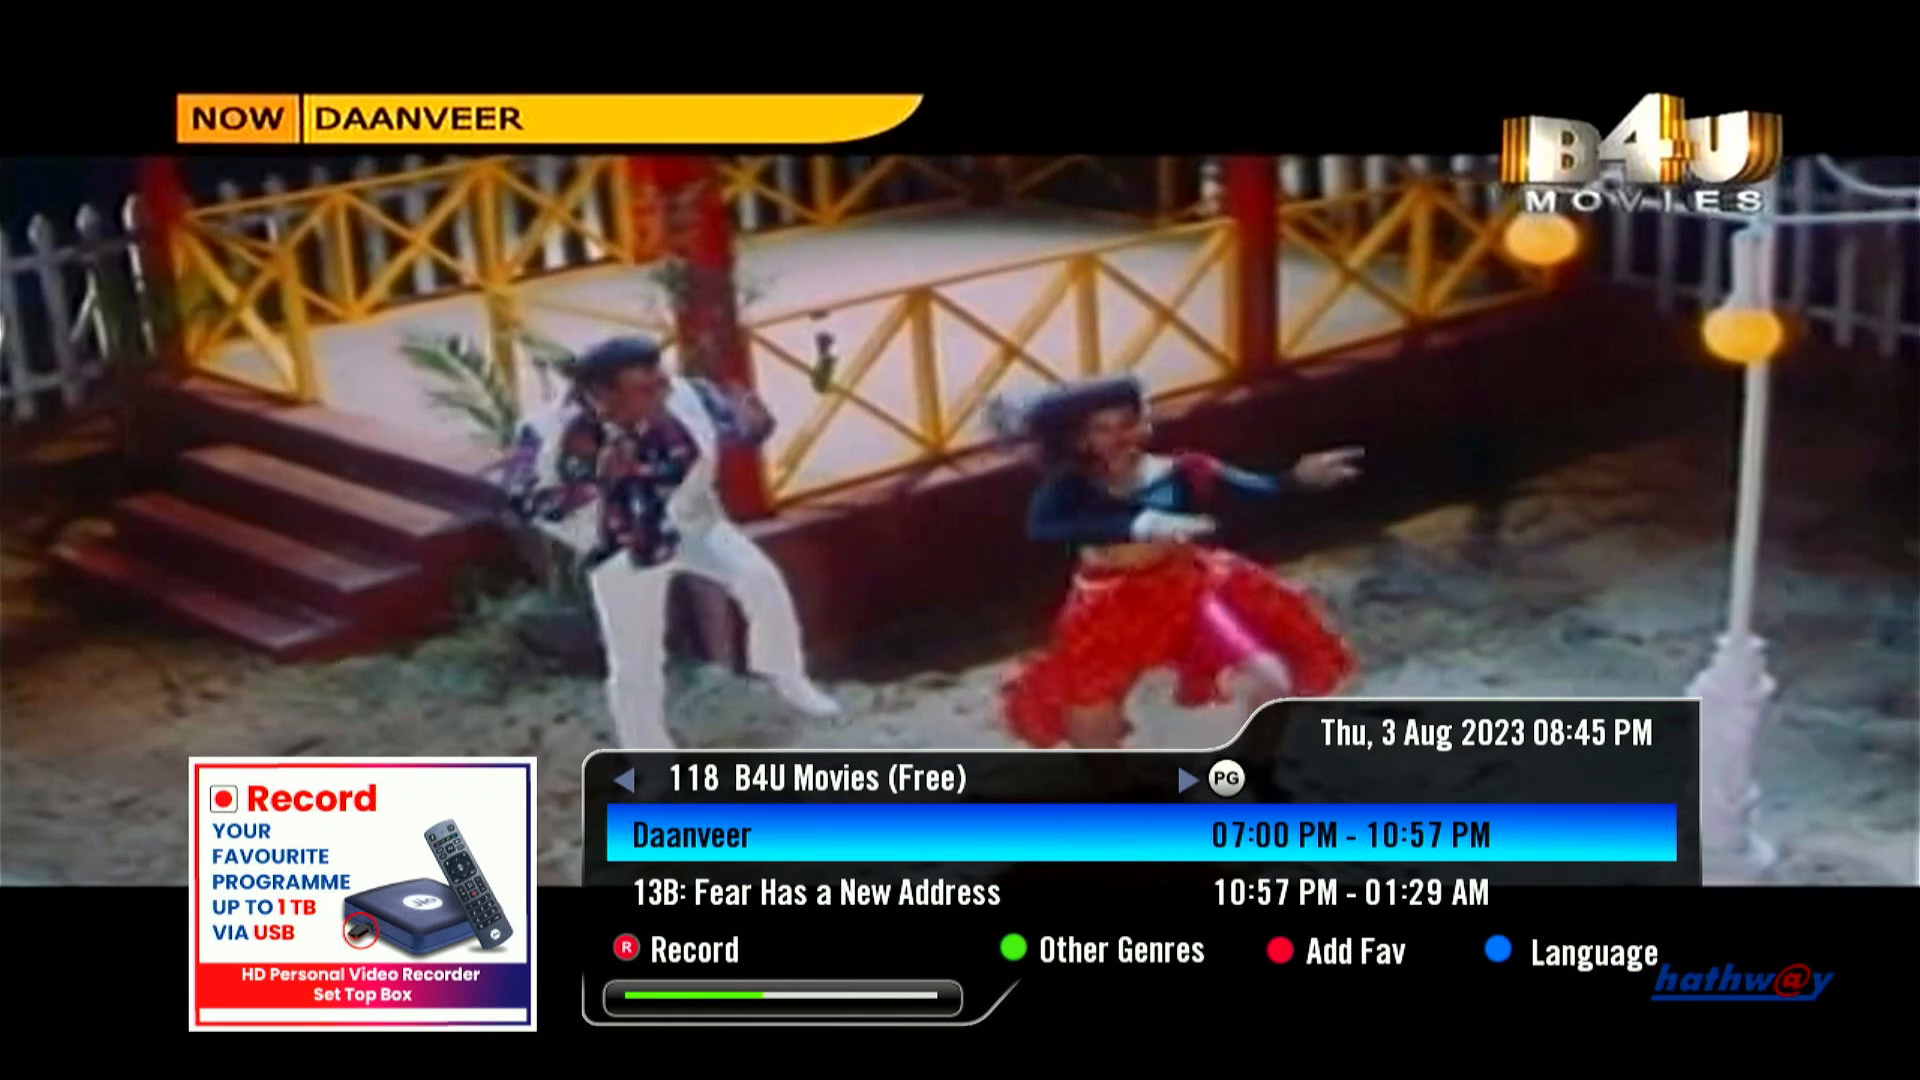 NOW DAANVEER
B4U
MOVIES
Thu, 3 Aug 2023 08:45 PM
118 B4U Movies (Free) PG
Daanveer 07:00 PM - 10:57 PM
13B: Fear Has a New Address 10:57 PM - 01:29 AM
R Record Other Genres Add Fav Language
hathw@y
Record
YOUR
FAVOURITE
PROGRAMME
UP TO 1 TB
VIA USB
Jio
HD Personal Video Recorder
Set Top Box